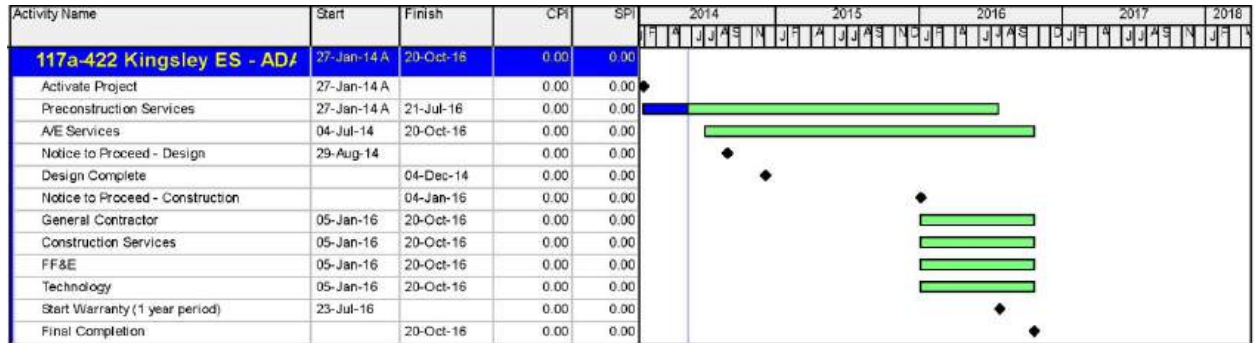 Activity Name Start Finish CPI SPI 2014 2015 2016 2017 2018
117a-422 Kingsley ES - ADA 27-Jan-14 A 20-Oct-16 0.00 0.00
Activate Project 27-Jan-14 A 0.00 0.00
Preconstruction Services 27-Jan-14 A 21-Jul-16 0.00 0.00
A/E Services 04-Jul-14 20-Oct-16 0.00 0.00
Notice to Proceed - Design 29-Aug-14 0.00 0.00
Design Complete 04-Dec-14 0.00 0.00
Notice to Proceed - Construction 04-Jan-16 0.00 0.00
General Contractor 05-Jan-16 20-Oct-16 0.00 0.00
Construction Services 05-Jan-16 20-Oct-16 0.00 0.00
FF&E 05-Jan-16 20-Oct-16 0.00 0.00
Technology 05-Jan-16 20-Oct-16 0.00 0.00
Start Warranty (1 year period) 23-Jul-16 0.00 0.00
Final Completion 20-Oct-16 0.00 0.00